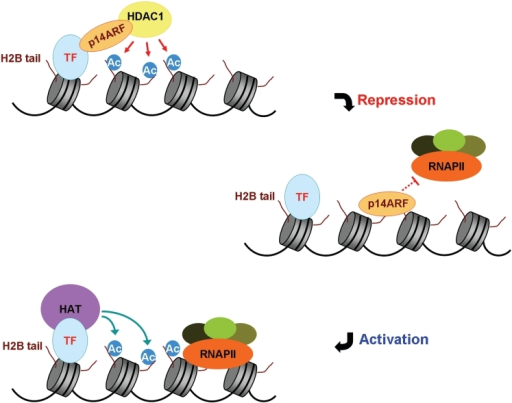 HDAC1
p14ARF
TF
H2B tail
Ac
Ac
Ac
Repression
RNAPII
H2B tail
TF
p14ARF
HAT
TF
H2B tail
Ac
Ac
Ac
RNAPII
Activation